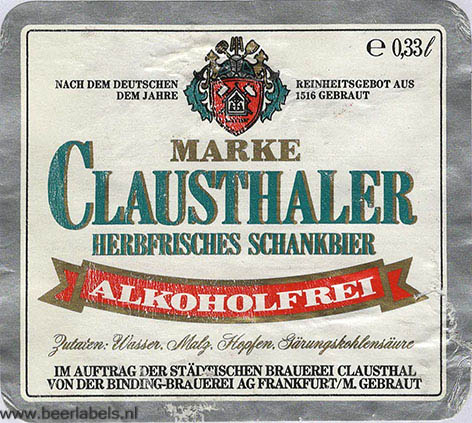 ℮ 0,33ℓ
NACH DEM DEUTSCHEN REINHEITSGEBOT AUS
DEM JAHRE 1516 GEBRAUT
MARKE
CLAUSTHALER
HERBFRISCHES SCHANKBIER
ALKOHOLFREI
Zutaten: Wasser, Malz, Hopfen, Gärungskohlensäure
IM AUFTRAG DER STÄDTISCHEN BRAUEREI CLAUSTHAL
VON DER BINDING-BRAUEREI AG FRANKFURT/M. GEBRAUT
www.beerlabels.nl